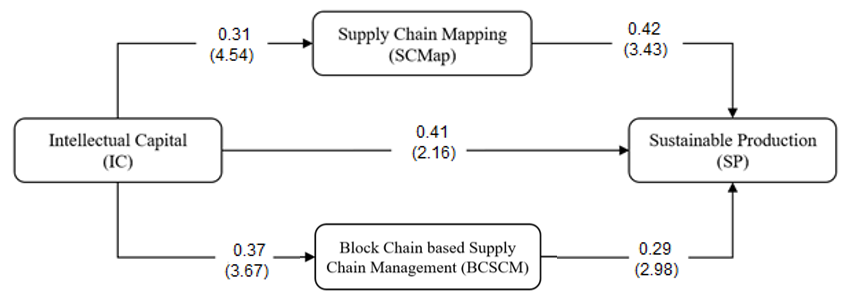 0.31
(4.54)
Supply Chain Mapping
(SCMap)
0.42
(3.43)
Intellectual Capital
(IC)
0.41
(2.16)
Sustainable Production
(SP)
0.37
(3.67)
Block Chain based Supply
Chain Management (BCSCM)
0.29
(2.98)